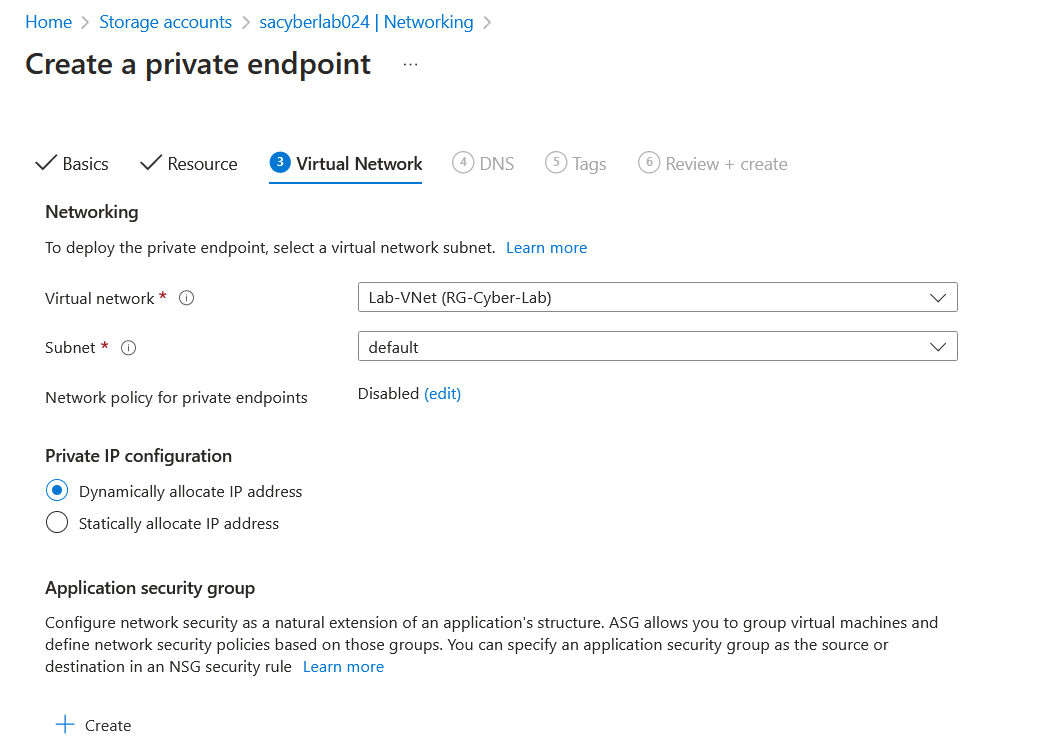 Home > Storage accounts > sacyberlab024 | Networking >
Create a private endpoint ...
Basics Resource 3 Virtual Network 4 DNS 5 Tags 6 Review + create
Networking
To deploy the private endpoint, select a virtual network subnet. Learn more
Virtual network * Lab-VNet (RG-Cyber-Lab)
Subnet * default
Network policy for private endpoints Disabled (edit)
Private IP configuration
Dynamically allocate IP address
Statically allocate IP address
Application security group
Configure network security as a natural extension of an application's structure. ASG allows you to group virtual machines and
define network security policies based on those groups. You can specify an application security group as the source or
destination in an NSG security rule Learn more
+ Create